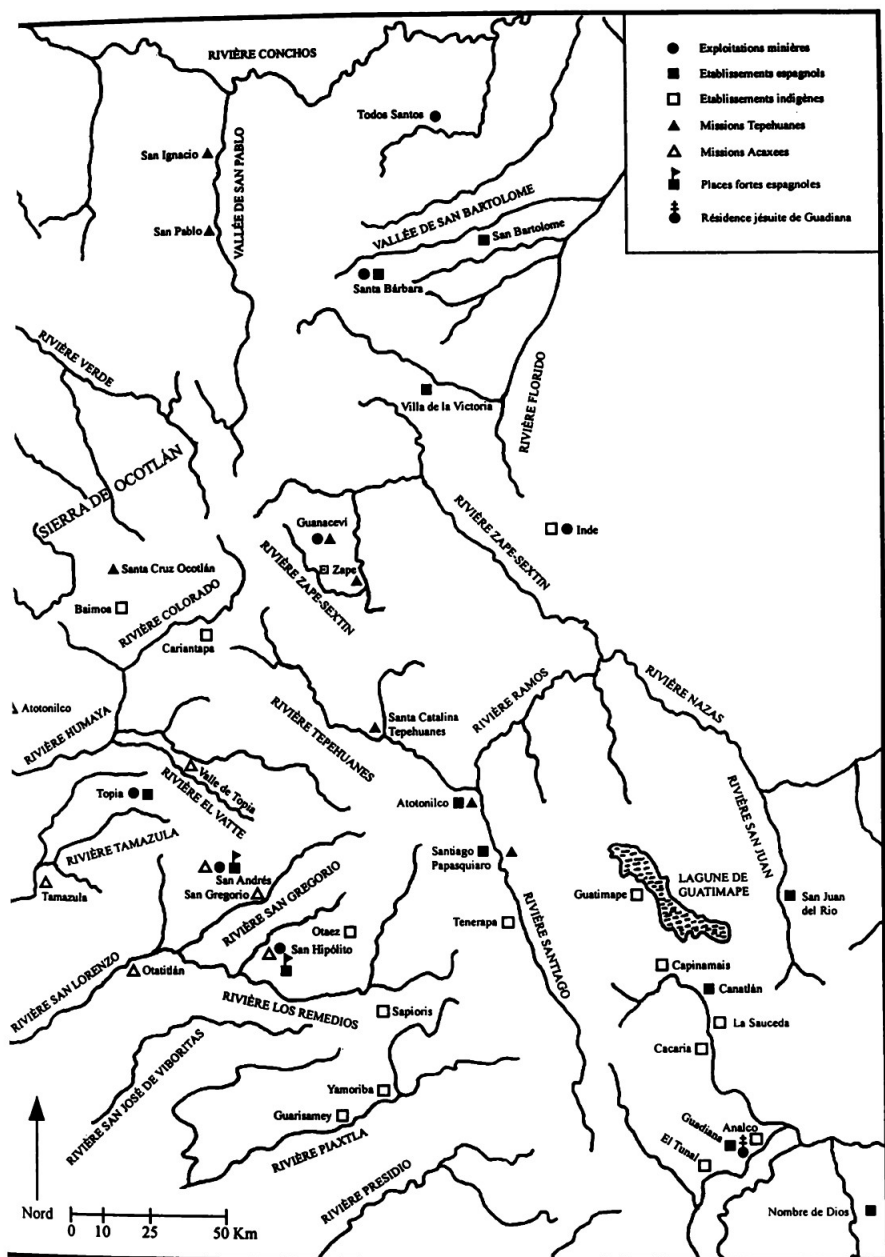 RIVIÈRE CONCHOS
Exploitations minières
Etablissements espagnols
Etablissements indigènes
Missions Tepehuanes
Missions Acaxees
Places fortes espagnoles
Résidence jésuite de Guadiana
Todos Santos
San Ignacio
VALLÉE DE SAN PABLO
San Pablo
VALLÉE DE SAN BARTOLOME
San Bartolome
Santa Bárbara
RIVIÈRE VERDE
RIVIÈRE FLORIDO
Villa de la Victoria
SIERRA DE OCOTLÁN
Guanacevi
RIVIÈRE ZAPE-SEXTIN
Inde
El Zape
RIVIÈRE ZAPE-SEXTIN
Santa Cruz Ocotlán
Baimoa
RIVIÈRE COLORADO
Cariantapa
Atotonilco
RIVIÈRE HUMAYA
RIVIÈRE TEPEHUANES
Santa Catalina
Tepehuanes
RIVIÈRE RAMOS
RIVIÈRE NAZAS
Valle de Topia
RIVIÈRE EL VATTE
Topia
Atotonilco
RIVIÈRE SAN JUAN
RIVIÈRE TAMAZULA
Santiago
Papasquiaro
Tamazula
San Andrés
San Gregorio
RIVIÈRE SAN GREGORIO
LAGUNE DE
GUATIMAPE
Guatimape
San Juan
del Rio
Otaez
San Hipólito
Tenerapa
RIVIÈRE SANTIAGO
RIVIÈRE SAN LORENZO
Otatitlán
RIVIÈRE LOS REMEDIOS
Sapioris
Capinamais
Canatlán
La Sauceda
Cacaria
RIVIÈRE SAN JOSÉ DE VIBORITAS
Yamoriba
Guarisamey
RIVIÈRE PIAXTLA
Guadiana
Analco
El Tunal
RIVIÈRE PRESIDIO
Nombre de Dios
Nord
0 10 25 50 Km